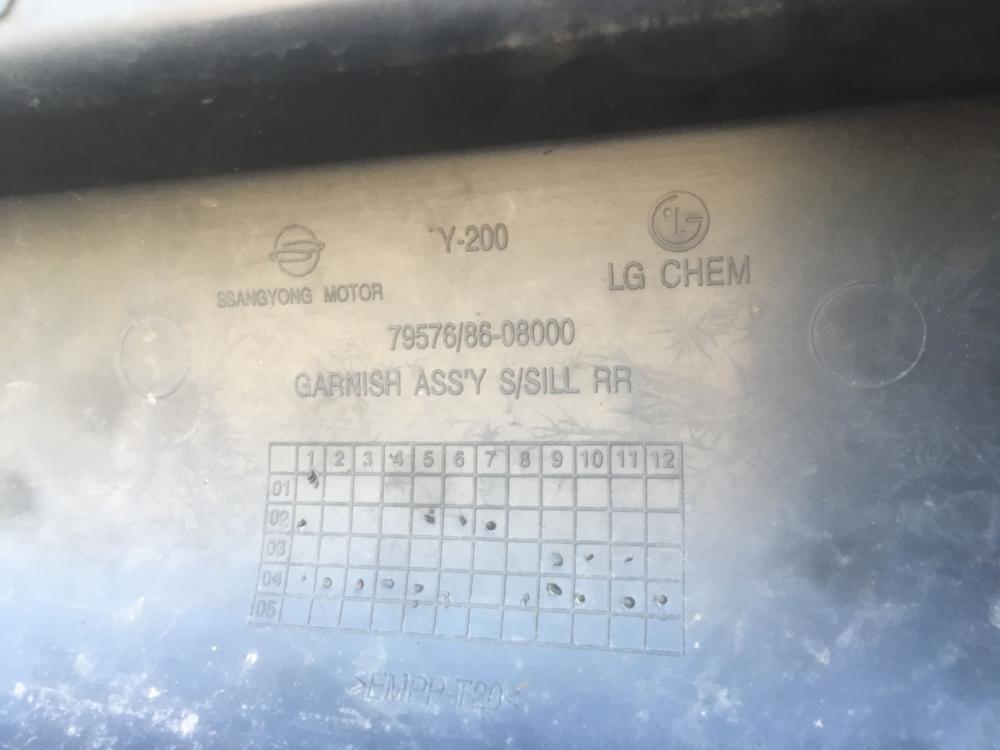 Y-200
SSANGYONG MOTOR
LG
LG CHEM
79576/86-08000
GARNISH ASS'Y S/SILL RR
1 2 3 4 5 6 7 8 9 10 11 12
01
02
03
04
05
>EMPP-T20<